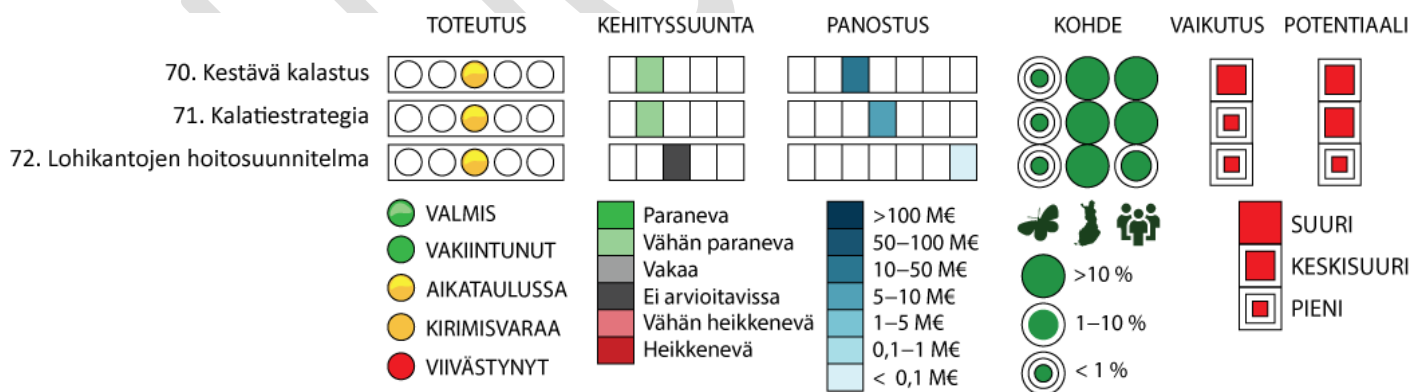 TOTEUTUS KEHITYSSUUNTA PANOSTUS KOHDE VAIKUTUS POTENTIAALI
70. Kestävä kalastus
71. Kalatiestrategia
72. Lohikantojen hoitosuunnitelma
VALMIS
VAKIINTUNUT
AIKATAULUSSA
KIRIMISVARAA
VIIVÄSTYNYT
Paraneva
Vähän paraneva
Vakaa
Ei arvioitavissa
Vähän heikkenevä
Heikkenevä
>100 M€
50–100 M€
10–50 M€
5–10 M€
1–5 M€
0,1–1 M€
< 0,1 M€
>10 %
1–10 %
< 1 %
SUURI
KESKISUURI
PIENI